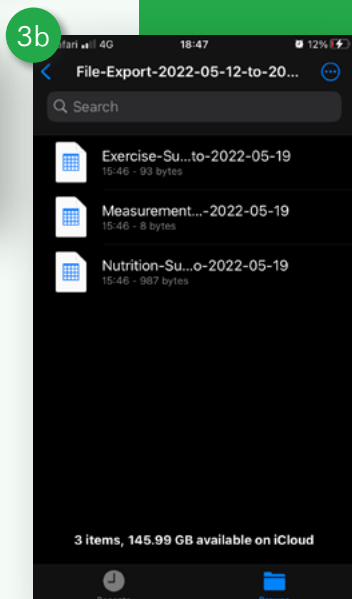 3b
fari 4G 18:47 12%
File-Export-2022-05-12-to-20...
Search
Exercise-Su...to-2022-05-19
15:46 - 93 bytes
Measurement...-2022-05-19
15:46 - 8 bytes
Nutrition-Su...o-2022-05-19
15:46 - 987 bytes
3 items, 145.99 GB available on iCloud